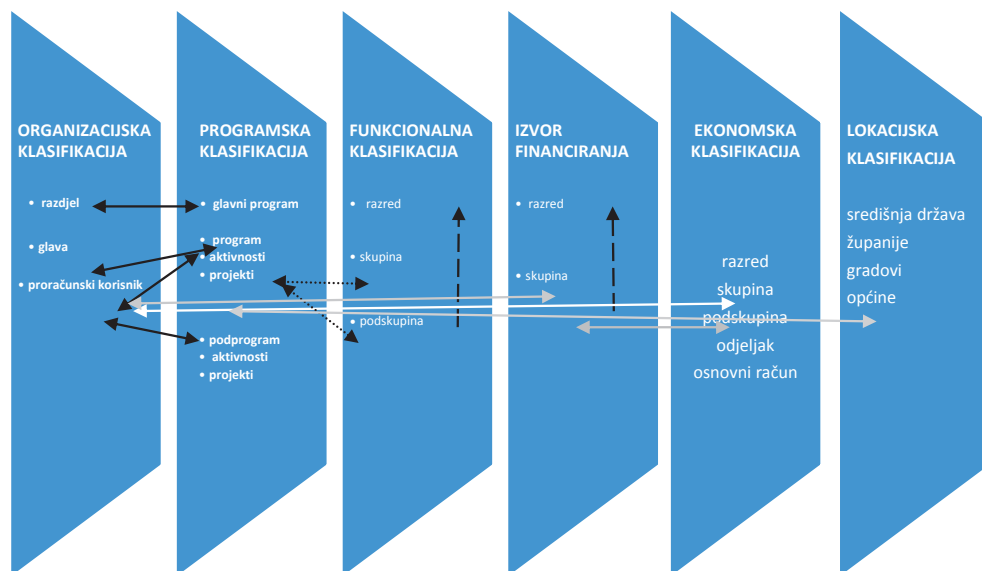 ORGANIZACIJSKA
KLASIFIKACIJA
• razdjel
• glava
• proračunski korisnik
PROGRAMSKA
KLASIFIKACIJA
• glavni program
• program
• aktivnosti
• projekti
• podprogram
• aktivnosti
• projekti
FUNKCIONALNA
KLASIFIKACIJA
• razred
• skupina
• podskupina
IZVOR
FINANCIRANJA
• razred
• skupina
EKONOMSKA
KLASIFIKACIJA
razred
skupina
podskupina
odjeljak
osnovni račun
LOKACIJSKA
KLASIFIKACIJA
središnja država
županije
gradovi
općine